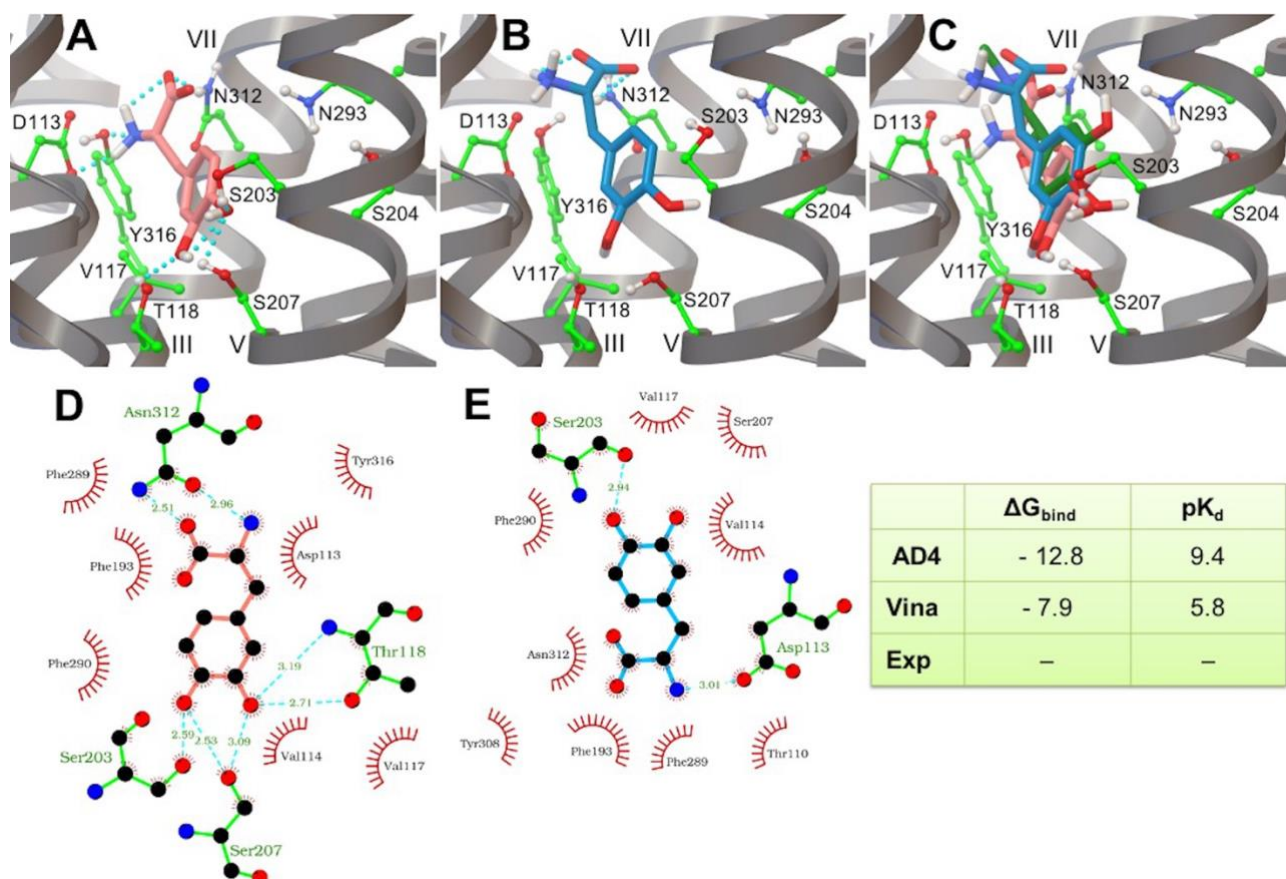 A
VII
N312
N293
D113
S203
S204
Y316
V117
T118
S207
III
V
B
VII
N312
N293
D113
S203
S204
Y316
V117
T118
S207
III
V
C
VII
N312
N293
D113
S203
S204
Y316
V117
T118
S207
III
V
D
Asn312
Phe289
Tyr316
2.51
2.96
Phe193
Asp113
Phe290
3.19
Thr118
2.71
2.59
2.53
3.09
Val114
Val117
Ser203
Ser207
E
Val117
Ser203
Ser207
2.94
Phe290
Val114
Asp113
Asn312
3.01
Tyr308
Phe193
Phe289
Thr110
ΔGbind pKd
AD4 - 12.8 9.4
Vina - 7.9 5.8
Exp – –